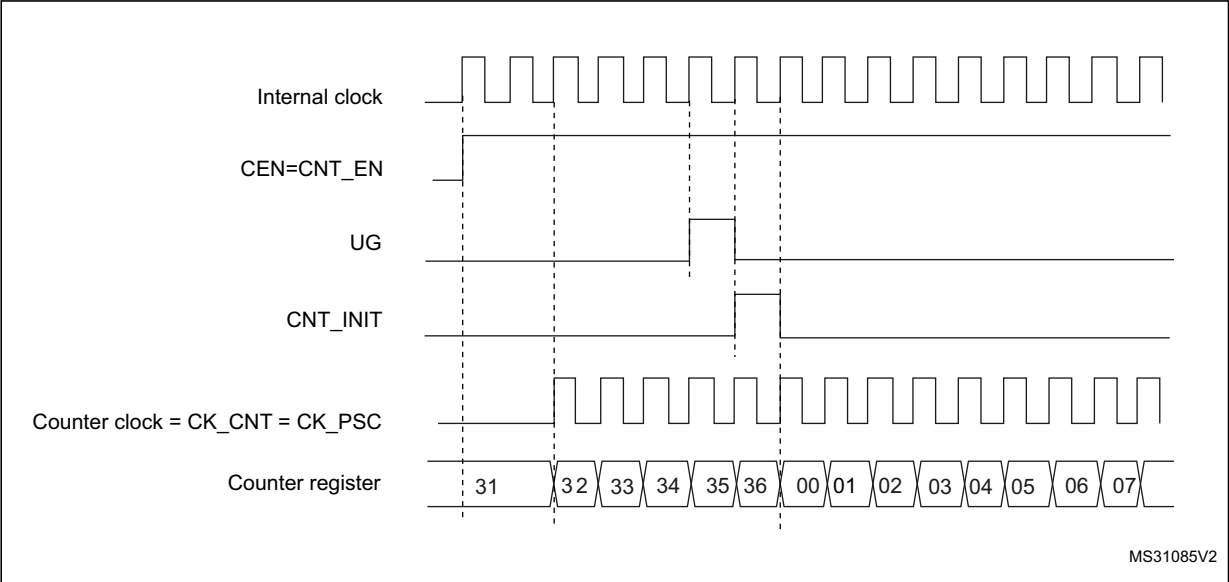 Internal clock
CEN=CNT_EN
UG
CNT_INIT
Counter clock = CK_CNT = CK_PSC
Counter register 31 32 33 34 35 36 00 01 02 03 04 05 06 07
MS31085V2